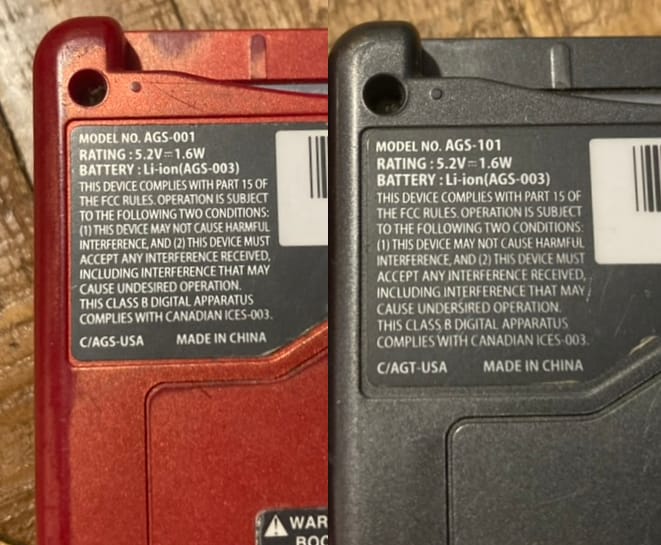 MODEL NO. AGS-001
RATING : 5.2V⎓1.6W
BATTERY : Li-ion(AGS-003)
THIS DEVICE COMPLIES WITH PART 15 OF
THE FCC RULES. OPERATION IS SUBJECT
TO THE FOLLOWING TWO CONDITIONS:
(1) THIS DEVICE MAY NOT CAUSE HARMFUL
INTERFERENCE, AND (2) THIS DEVICE MUST
ACCEPT ANY INTERFERENCE RECEIVED,
INCLUDING INTERFERENCE THAT MAY
CAUSE UNDESIRED OPERATION.
THIS CLASS B DIGITAL APPARATUS
COMPLIES WITH CANADIAN ICES-003.
C/AGS-USA MADE IN CHINA
WAR
BOO
MODEL NO. AGS-101
RATING : 5.2V⎓1.6W
BATTERY : Li-ion(AGS-003)
THIS DEVICE COMPLIES WITH PART 15 OF
THE FCC RULES. OPERATION IS SUBJECT
TO THE FOLLOWING TWO CONDITIONS:
(1) THIS DEVICE MAY NOT CAUSE HARMFUL
INTERFERENCE, AND (2) THIS DEVICE MUST
ACCEPT ANY INTERFERENCE RECEIVED,
INCLUDING INTERFERENCE THAT MAY
CAUSE UNDERSIRED OPERATION.
THIS CLASS B DIGITAL APPARATUS
COMPLIES WITH CANADIAN ICES-003.
C/AGT-USA MADE IN CHINA